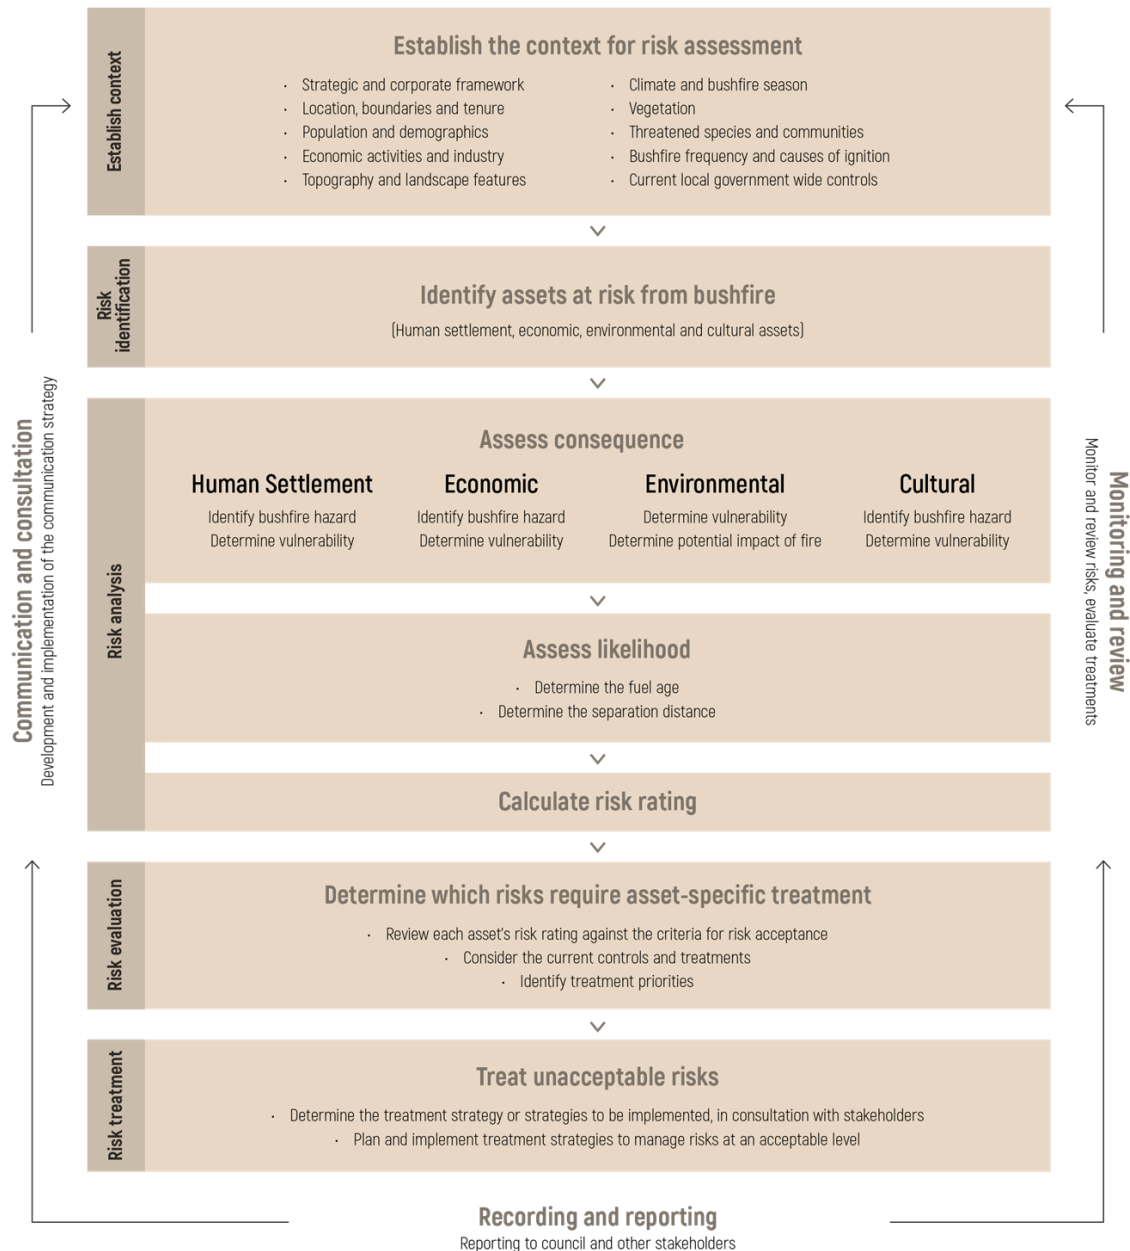 Establish context
Establish the context for risk assessment
· Strategic and corporate framework
· Location, boundaries and tenure
· Population and demographics
· Economic activities and industry
· Topography and landscape features
· Climate and bushfire season
· Vegetation
· Threatened species and communities
· Bushfire frequency and causes of ignition
· Current local government wide controls
Risk
identification
Identify assets at risk from bushfire
(Human settlement, economic, environmental and cultural assets)
Risk analysis
Assess consequence
Human Settlement
Identify bushfire hazard
Determine vulnerability
Economic
Identify bushfire hazard
Determine vulnerability
Environmental
Determine vulnerability
Determine potential impact of fire
Cultural
Identify bushfire hazard
Determine vulnerability
Assess likelihood
· Determine the fuel age
· Determine the separation distance
Calculate risk rating
Risk evaluation
Determine which risks require asset-specific treatment
· Review each asset's risk rating against the criteria for risk acceptance
· Consider the current controls and treatments
· Identify treatment priorities
Risk treatment
Treat unacceptable risks
· Determine the treatment strategy or strategies to be implemented, in consultation with stakeholders
· Plan and implement treatment strategies to manage risks at an acceptable level
Communication and consultation
Development and implementation of the communication strategy
Monitoring and review
Monitor and review risks, evaluate treatments
Recording and reporting
Reporting to council and other stakeholders